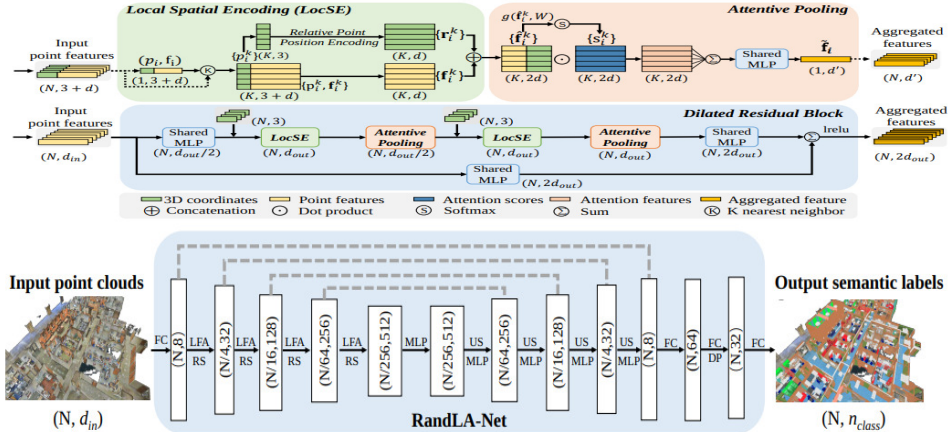 Local Spatial Encoding (LocSE)
Attentive Pooling
Input point features
(N, 3 + d)
(p_i, f_i)
(1, 3 + d)
K
{p_i^k}
(K, 3)
Relative Point Position Encoding
(K, d)
{r_i^k}
(K, 3 + d)
{p_i^k, f_i^k}
(K, d)
{f_i^k}
g(f̂_i^k, W)
S
{f̂_i^k}
{s_i^k}
(K, 2d)
(K, 2d)
(K, 2d)
Σ
Shared MLP
f̃_i
(1, d')
Aggregated features
(N, d')
Dilated Residual Block
Input point features
(N, d_in)
Shared MLP
(N, d_out/2)
(N, 3)
LocSE
(N, d_out)
Attentive Pooling
(N, d_out/2)
(N, 3)
LocSE
(N, d_out)
Attentive Pooling
(N, d_out)
Shared MLP
(N, 2d_out)
Σ
lrelu
Shared MLP
(N, 2d_out)
Aggregated features
(N, 2d_out)
3D coordinates
Point features
Attention scores
Attention features
Aggregated feature
⊕ Concatenation
⊙ Dot product
Ⓢ Softmax
Σ Sum
Ⓚ K nearest neighbor
Input point clouds
(N, d_in)
FC
(N,8)
LFA
RS
(N/4,32)
LFA
RS
(N/16,128)
LFA
RS
(N/64,256)
LFA
RS
(N/256,512)
MLP
(N/256,512)
US
MLP
(N/64,256)
US
MLP
(N/16,128)
US
MLP
(N/4,32)
US
MLP
(N,8)
FC
(N,64)
FC
DP
(N,32)
FC
RandLA-Net
Output semantic labels
(N, n_class)